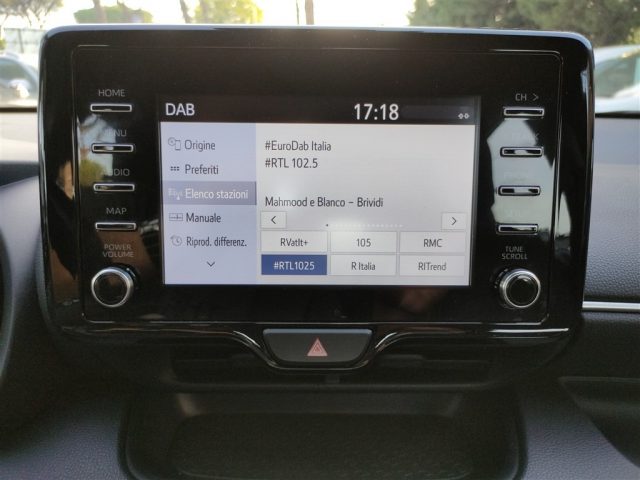 HOME
MENU
AUDIO
MAP
POWER
VOLUME
DAB
17:18
Origine
Preferiti
Elenco stazioni
Manuale
Riprod. differenz.
#EuroDab Italia
#RTL 102.5
Mahmood e Blanco - Brividi
RVatIt+
105
RMC
#RTL1025
R Italia
RITrend
CH >
TUNE
SCROLL